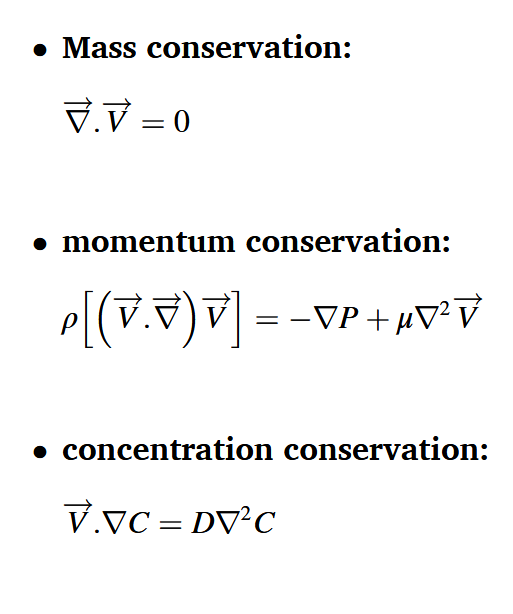 • Mass conservation:
$\overrightarrow{\nabla}.\overrightarrow{V} = 0$
• momentum conservation:
$\rho\left[\left(\overrightarrow{V}.\overrightarrow{\nabla}\right)\overrightarrow{V}\right] = -\nabla P + \mu\nabla^2\overrightarrow{V}$
• concentration conservation:
$\overrightarrow{V}.\nabla C = D\nabla^2 C$